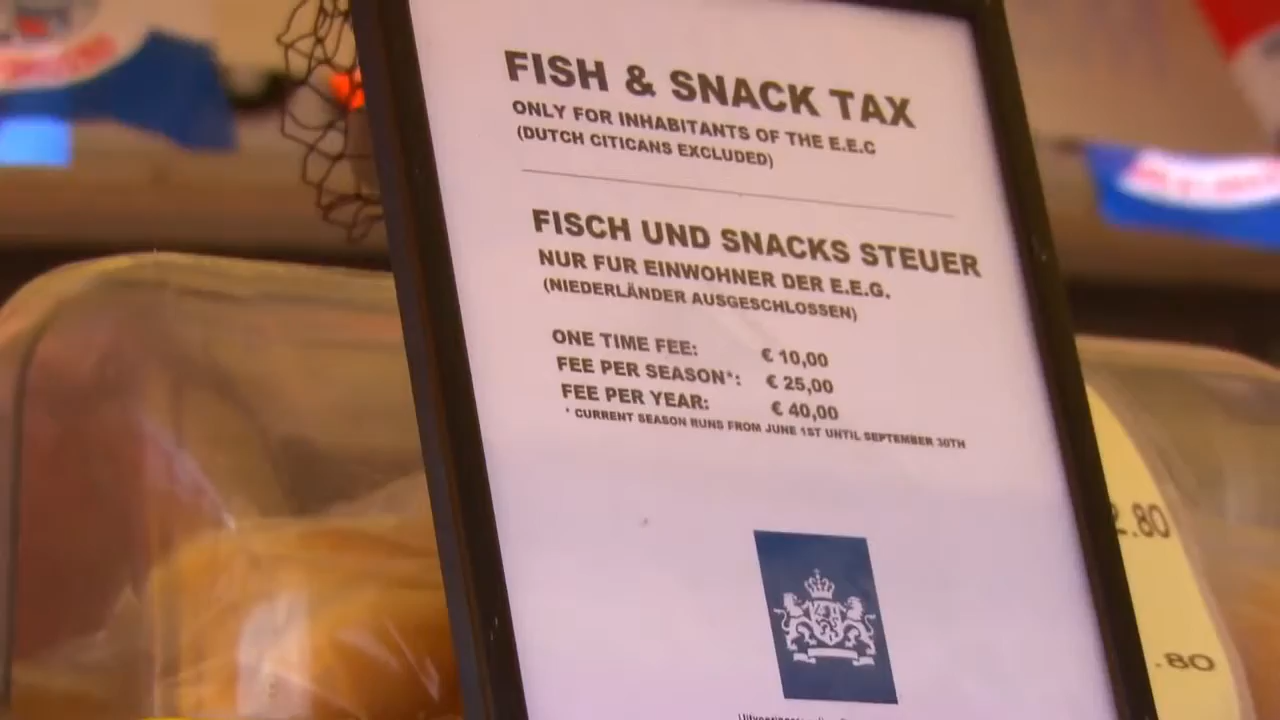 FISH & SNACK TAX
ONLY FOR INHABITANTS OF THE E.E.C
(DUTCH CITICANS EXCLUDED)
FISCH UND SNACKS STEUER
NUR FUR EINWOHNER DER E.E.G.
(NIEDERLÄNDER AUSGESCHLOSSEN)
ONE TIME FEE: € 10,00
FEE PER SEASON*: € 25,00
FEE PER YEAR: € 40,00
* CURRENT SEASON RUNS FROM JUNE 1ST UNTIL SEPTEMBER 30TH
2.80
.80